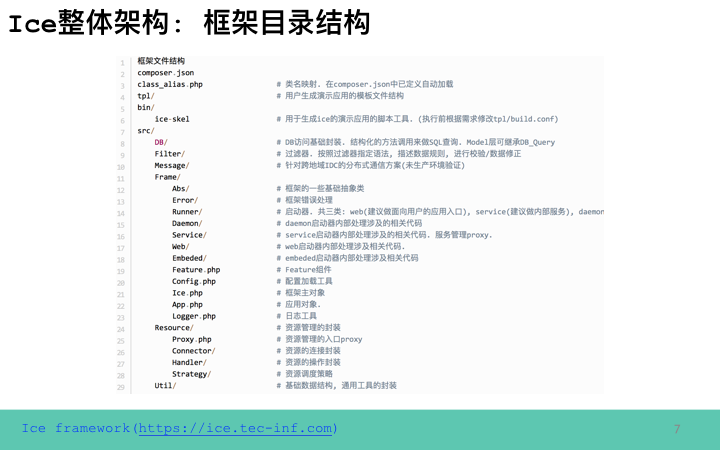 Ice整体架构: 框架目录结构
1 框架文件结构
2 composer.json
3 class_alias.php # 类名映射. 在composer.json中已定义自动加载
4 tpl/ # 用户生成演示应用的模板文件结构
5 bin/
6 ice-skel # 用于生成ice的演示应用的脚本工具. (执行前根据需求修改tpl/build.conf)
7 src/
8 DB/ # DB访问基础封装. 结构化的方法调用来做SQL查询. Model层可继承DB_Query
9 Filter/ # 过滤器. 按照过滤器指定语法, 描述数据规则, 进行校验/数据修正
10 Message/ # 针对跨地域IDC的分布式通信方案(未生产环境验证)
11 Frame/
12 Abs/ # 框架的一些基础抽象类
13 Error/ # 框架错误处理
14 Runner/ # 启动器. 共三类: web(建议做面向用户的应用入口), service(建议做内部服务), daemon
15 Daemon/ # daemon启动器内部处理涉及的相关代码
16 Service/ # service启动器内部处理涉及的相关代码. 服务管理proxy.
17 Web/ # web启动器内部处理涉及相关代码.
18 Embeded/ # embeded启动器内部处理涉及相关代码
19 Feature.php # Feature组件
20 Config.php # 配置加载工具
21 Ice.php # 框架主对象
22 App.php # 应用对象.
23 Logger.php # 日志工具
24 Resource/ # 资源管理的封装
25 Proxy.php # 资源管理的入口proxy
26 Connector/ # 资源的连接封装
27 Handler/ # 资源的操作封装
28 Strategy/ # 资源调度策略
29 Util/ # 基础数据结构, 通用工具的封装
Ice framework(https://ice.tec-inf.com) 7